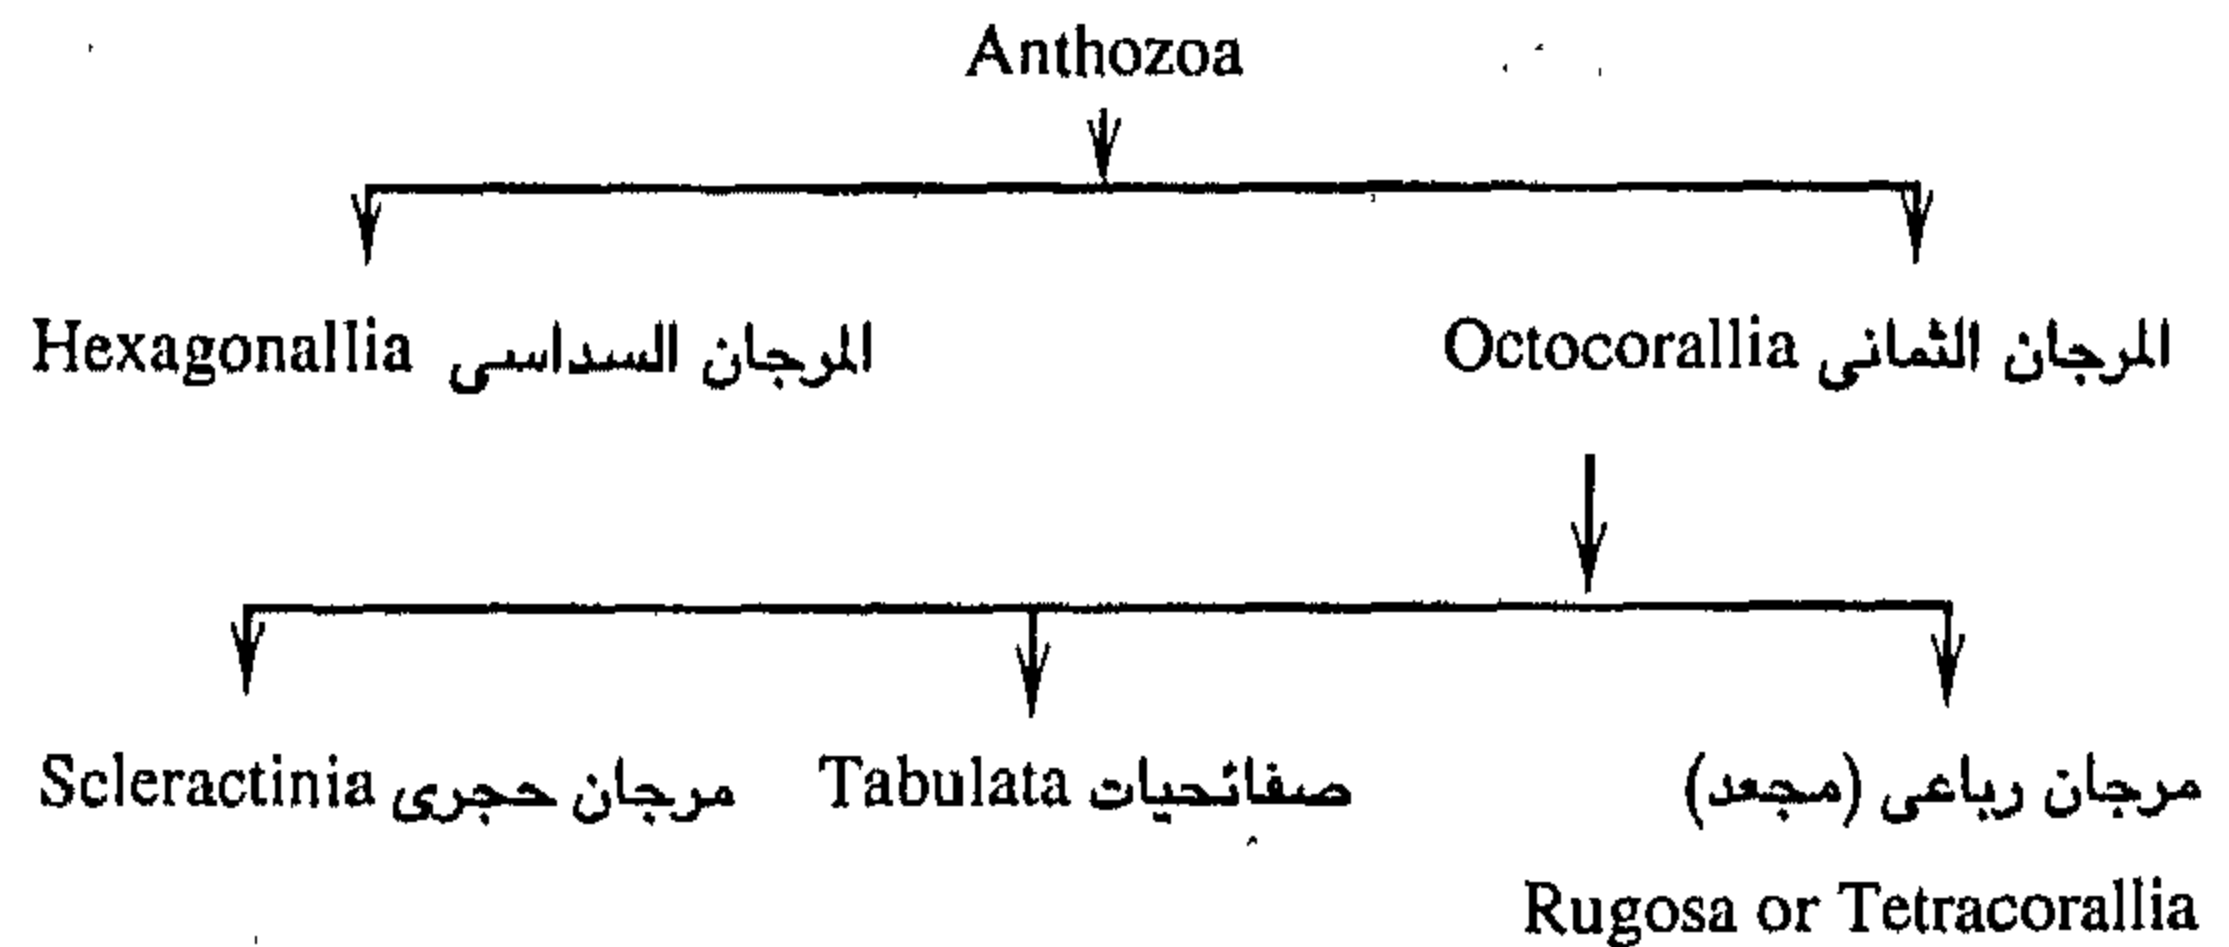 Anthozoa
المرجان الثمانى Octocorallia
المرجان السداسى Hexagonallia
مرجان رباعى (مجعد)
Rugosa or Tetracorallia
صفائحيات Tabulata
مرجان حجرى Scleractinia